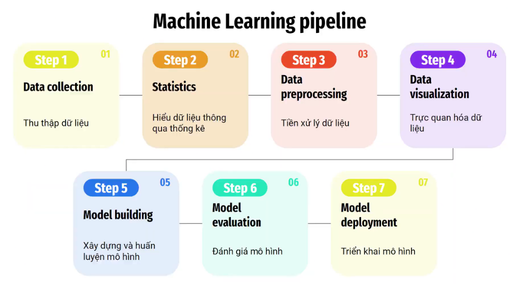 Machine Learning pipeline
Step 1
01
Data collection
Thu thập dữ liệu
Step 2
02
Statistics
Hiểu dữ liệu thông
qua thống kê
Step 3
03
Data
preprocessing
Tiền xử lý dữ liệu
Step 4
04
Data
visualization
Trực quan hóa dữ
liệu
Step 5
05
Model building
Xây dựng và huấn
luyện mô hình
Step 6
06
Model
evaluation
Đánh giá mô hình
Step 7
07
Model
deployment
Triển khai mô hình